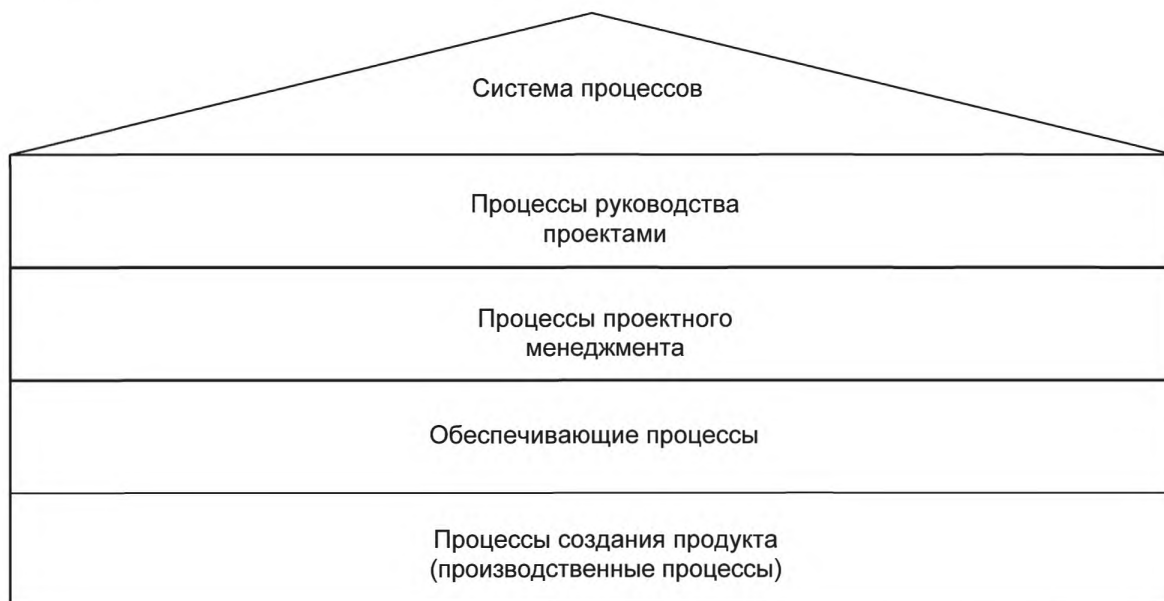 Система процессов
Процессы руководства
проектами
Процессы проектного
менеджмента
Обеспечивающие процессы
Процессы создания продукта
(производственные процессы)